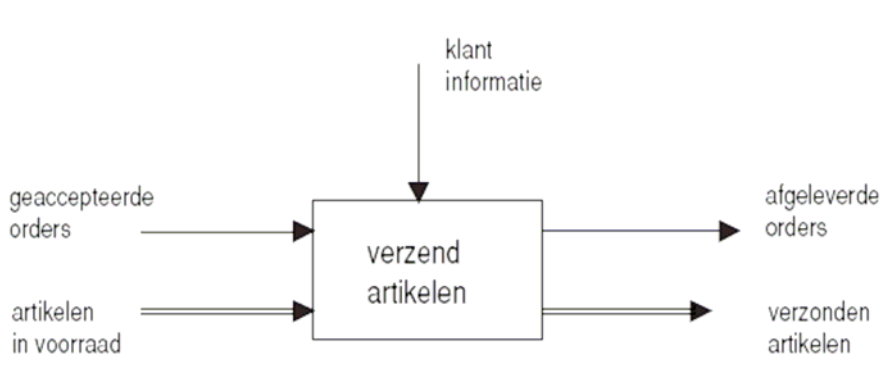 klant
informatie
geaccepteerde
orders
afgeleverde
orders
verzend
artikelen
artikelen
in voorraad
verzonden
artikelen